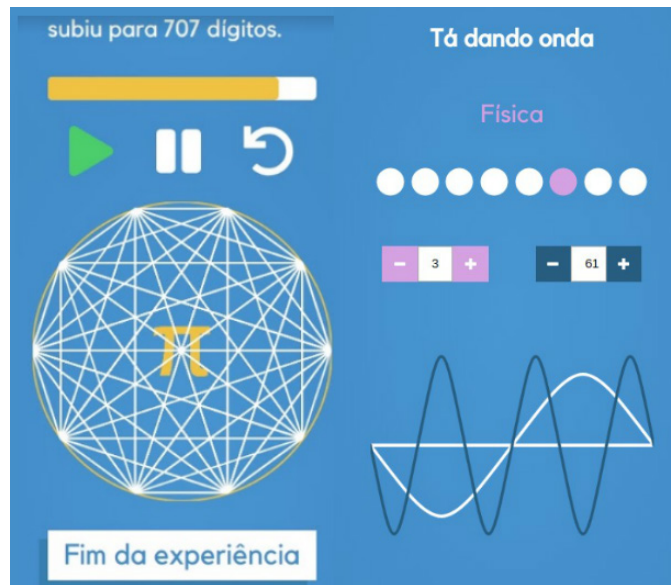 subiu para 707 dígitos.
π
Fim da experiência
Tá dando onda
Física
− 3 +
− 61 +